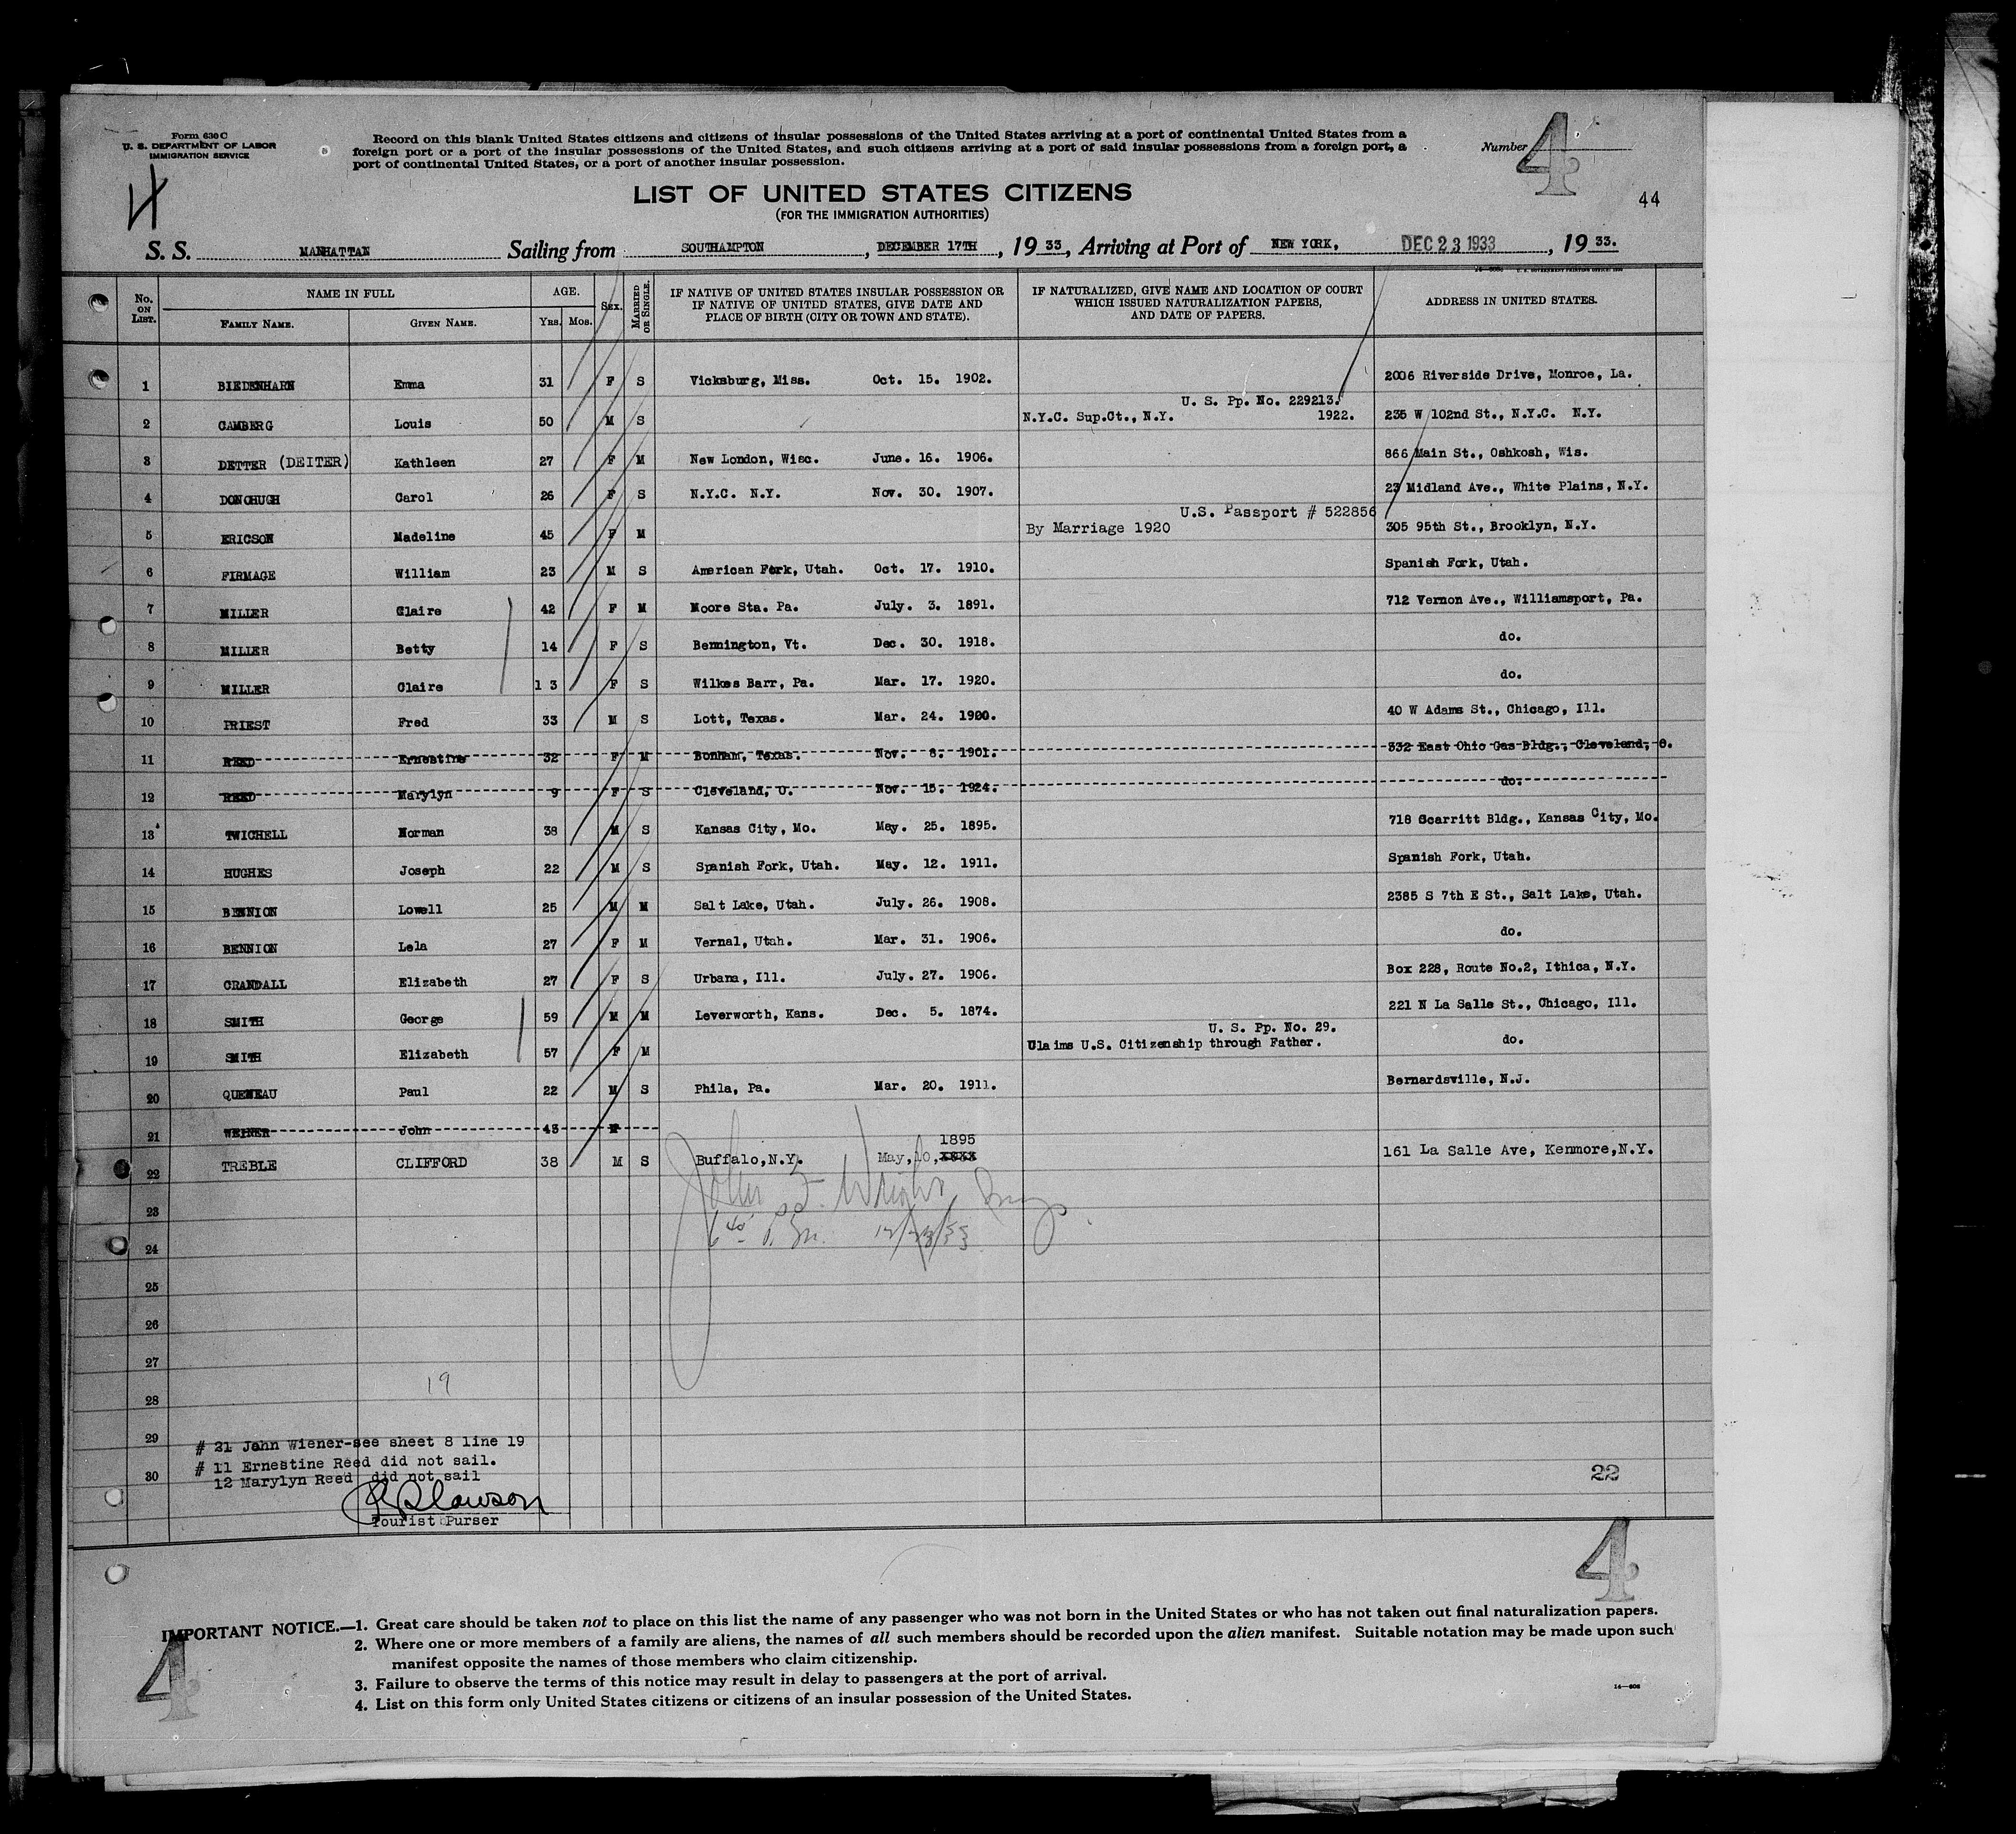 Form 630 C
U. S. DEPARTMENT OF LABOR
IMMIGRATION SERVICE
Record on this blank United States citizens and citizens of insular possessions of the United States arriving at a port of continental United States from a
foreign port or a port of the insular possessions of the United States, and such citizens arriving at a port of said insular possessions from a foreign port, a
port of continental United States, or a port of another insular possession.
Number 4
4
44
LIST OF UNITED STATES CITIZENS
(FOR THE IMMIGRATION AUTHORITIES)
S. S. MANHATTAN Sailing from SOUTHAMPTON, DECEMBER 17TH, 19 33, Arriving at Port of NEW YORK, DEC 23 1933, 19 33.
No. ON LIST. NAME IN FULL FAMILY NAME. GIVEN NAME. AGE. Yrs. Mos. Sex. MARRIED OR SINGLE. IF NATIVE OF UNITED STATES INSULAR POSSESSION OR IF NATIVE OF UNITED STATES, GIVE DATE AND PLACE OF BIRTH (CITY OR TOWN AND STATE). IF NATURALIZED, GIVE NAME AND LOCATION OF COURT WHICH ISSUED NATURALIZATION PAPERS, AND DATE OF PAPERS. ADDRESS IN UNITED STATES.
1 BIEDENHARN Emma 31 F S Vicksburg, Miss. Oct. 15. 1902. 2006 Riverside Drive, Monroe, La.
U. S. Pp. No. 229213.
2 CAMBERG Louis 50 M S N.Y.C. Sup.Ct., N.Y. 1922. 235 W 102nd St., N.Y.C. N.Y.
3 DETTER (DEITER) Kathleen 27 F M New London, Wisc. June. 16. 1906. 866 Main St., Oshkosh, Wis.
4 DONOHUGH Carol 26 F S N.Y.C. N.Y. Nov. 30. 1907. 23 Midland Ave., White Plains, N.Y.
U.S. Passport # 522856
5 ERICSON Madeline 45 F M By Marriage 1920 305 95th St., Brooklyn, N.Y.
6 FIRMAGE William 23 M S American Fork, Utah. Oct. 17. 1910. Spanish Fork, Utah.
7 MILLER Claire 42 F M Moore Sta. Pa. July. 3. 1891. 712 Vernon Ave., Williamsport, Pa.
8 MILLER Betty 14 F S Bennington, Vt. Dec. 30. 1918. do.
9 MILLER Claire 1 3 F S Wilkes Barr, Pa. Mar. 17. 1920. do.
10 PRIEST Fred 33 M S Lott, Texas. Mar. 24. 1900. 40 W Adams St., Chicago, Ill.
11 REED Ernestine 32 F M Bonham, Texas. Nov. 8. 1901. 332 East Ohio Gas Bldg., Cleveland, O.
12 REED Marylyn 9 F S Cleveland, O. Nov. 15. 1924. do.
13 TWICHELL Norman 38 M S Kansas City, Mo. May. 25. 1895. 718 Scarritt Bldg., Kansas City, Mo.
14 HUGHES Joseph 22 M S Spanish Fork, Utah. May. 12. 1911. Spanish Fork, Utah.
15 BENNION Lowell 25 M M Salt Lake, Utah. July. 26. 1908. 2385 S 7th E St., Salt Lake, Utah.
16 BENNION Lela 27 F M Vernal, Utah. Mar. 31. 1906. do.
17 CRANDALL Elizabeth 27 F S Urbana, Ill. July. 27. 1906. Box 228, Route No.2, Ithica, N.Y.
18 SMITH George 59 M M Leverworth, Kans. Dec. 5. 1874. 221 N La Salle St., Chicago, Ill.
U. S. Pp. No. 29.
19 SMITH Elizabeth 57 F M Claims U.S. Citizenship through Father. do.
20 QUENEAU Paul 22 M S Phila, Pa. Mar. 20. 1911. Bernardsville, N.J.
21 WEINER John 43 M
1895
22 TREBLE CLIFFORD 38 M S Buffalo,N.Y. May,10, 161 La Salle Ave, Kenmore,N.Y.
23
John F. Wright Insp
24 6 40 P.M. 12/23/33
25
26
27
28 19
29
# 21 John Wiener-see sheet 8 line 19
# 11 Ernestine Reed did not sail.
30 12 Marylyn Reed did not sail
22
Tourist Purser
4
IMPORTANT NOTICE.—1. Great care should be taken not to place on this list the name of any passenger who was not born in the United States or who has not taken out final naturalization papers.
2. Where one or more members of a family are aliens, the names of all such members should be recorded upon the alien manifest. Suitable notation may be made upon such
manifest opposite the names of those members who claim citizenship.
3. Failure to observe the terms of this notice may result in delay to passengers at the port of arrival.
4. List on this form only United States citizens or citizens of an insular possession of the United States.
4